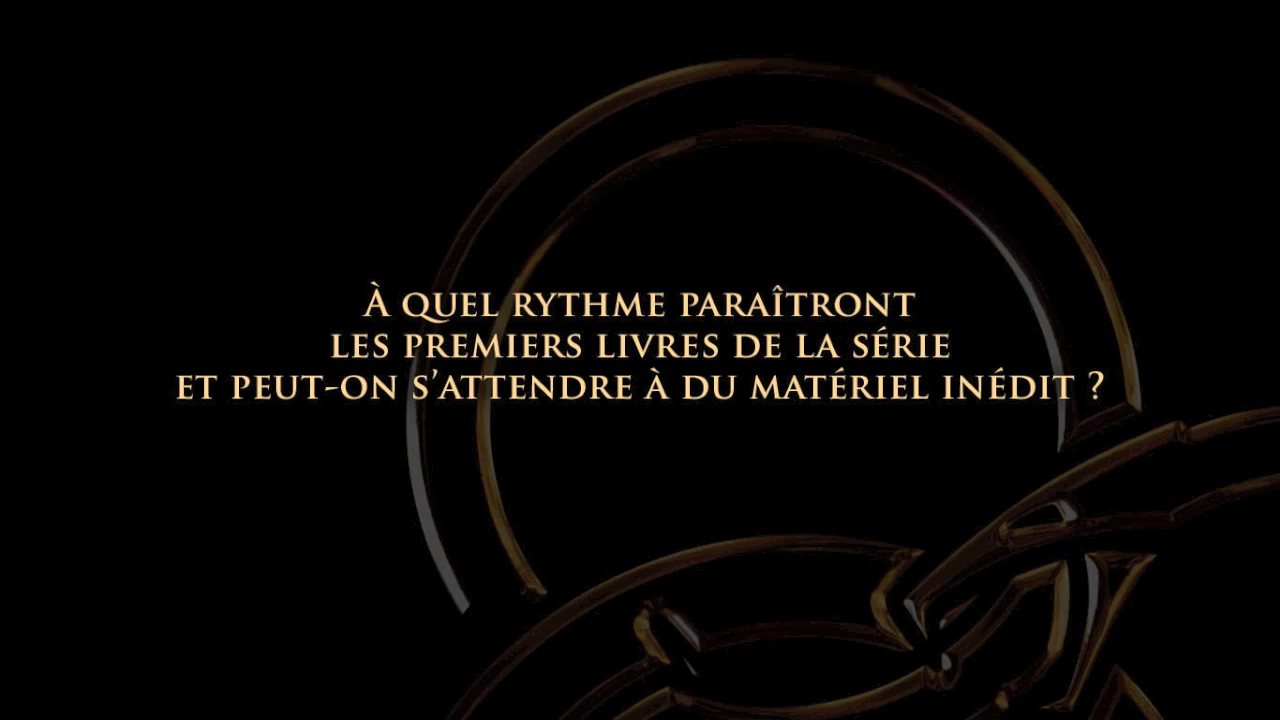 À QUEL RYTHME PARAÎTRONT
LES PREMIERS LIVRES DE LA SÉRIE
ET PEUT-ON S’ATTENDRE À DU MATÉRIEL INÉDIT ?